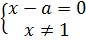 x − a = 0
x ≠ 1